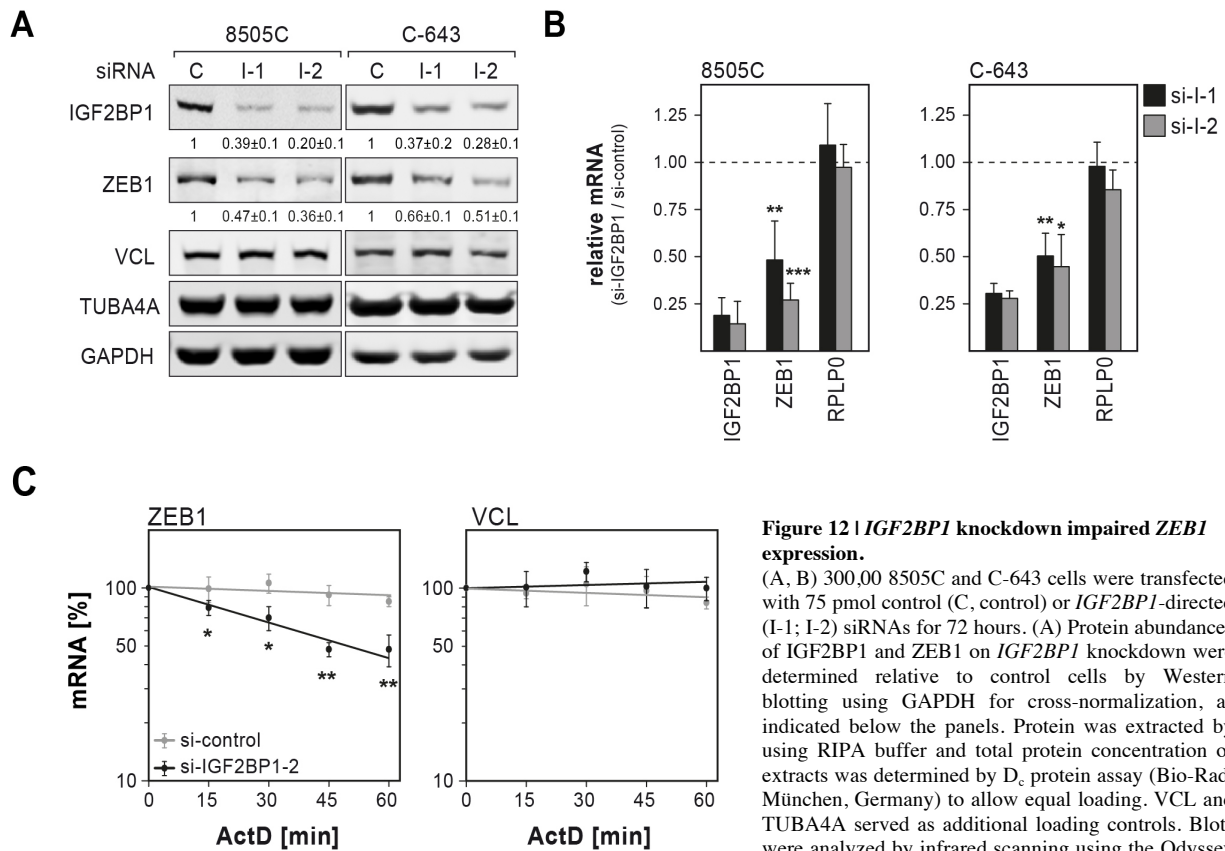 A
8505C C-643
siRNA C I-1 I-2 C I-1 I-2
IGF2BP1
1 0.39±0.1 0.20±0.1 1 0.37±0.2 0.28±0.1
ZEB1
1 0.47±0.1 0.36±0.1 1 0.66±0.1 0.51±0.1
VCL
TUBA4A
GAPDH
B
8505C
C-643
si-I-1
si-I-2
relative mRNA
(si-IGF2BP1 / si-control)
1.25
1.00
0.75
0.50
0.25
** ***
IGF2BP1
ZEB1
RPLP0
1.25
1.00
0.75
0.50
0.25
** *
IGF2BP1
ZEB1
RPLP0
C
ZEB1
mRNA [%]
100
50
10
* * ** **
si-control
si-IGF2BP1-2
0 15 30 45 60
ActD [min]
VCL
100
50
10
0 15 30 45 60
ActD [min]
Figure 12 | IGF2BP1 knockdown impaired ZEB1
expression.
(A, B) 300,00 8505C and C-643 cells were transfected
with 75 pmol control (C, control) or IGF2BP1-directed
(I-1; I-2) siRNAs for 72 hours. (A) Protein abundance
of IGF2BP1 and ZEB1 on IGF2BP1 knockdown were
determined relative to control cells by Western
blotting using GAPDH for cross-normalization, a
indicated below the panels. Protein was extracted by
using RIPA buffer and total protein concentration o
extracts was determined by Dc protein assay (Bio-Rad
München, Germany) to allow equal loading. VCL and
TUBA4A served as additional loading controls. Blot
were analyzed by infrared scanning using the Odysse